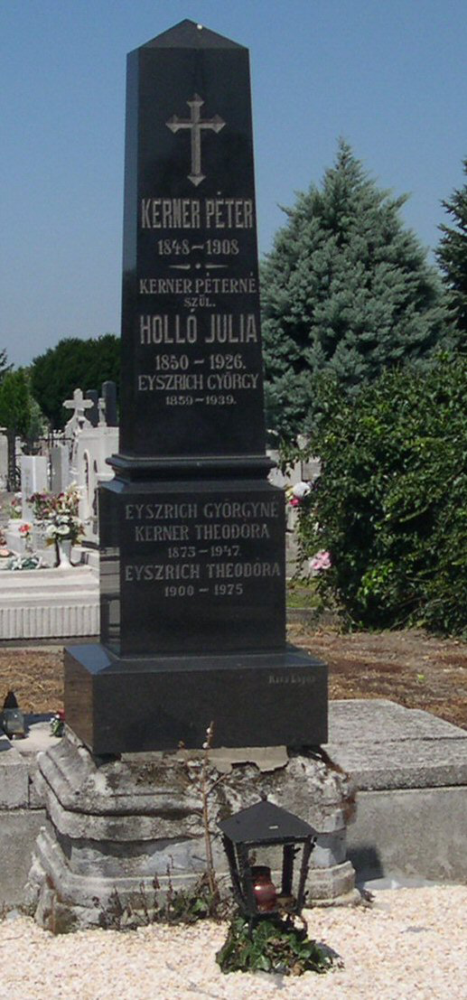 KERNER PÉTER
1848-1908
KERNER PÉTERNÉ
SZÜL.
HOLLÓ JULIA
1850-1926.
EYSZRICH GYÖRGY
1859-1939.
EYSZRICH GYÖRGYNÉ
KERNER THEODÓRA
1873-1947.
EYSZRICH THEODÓRA
1900-1975